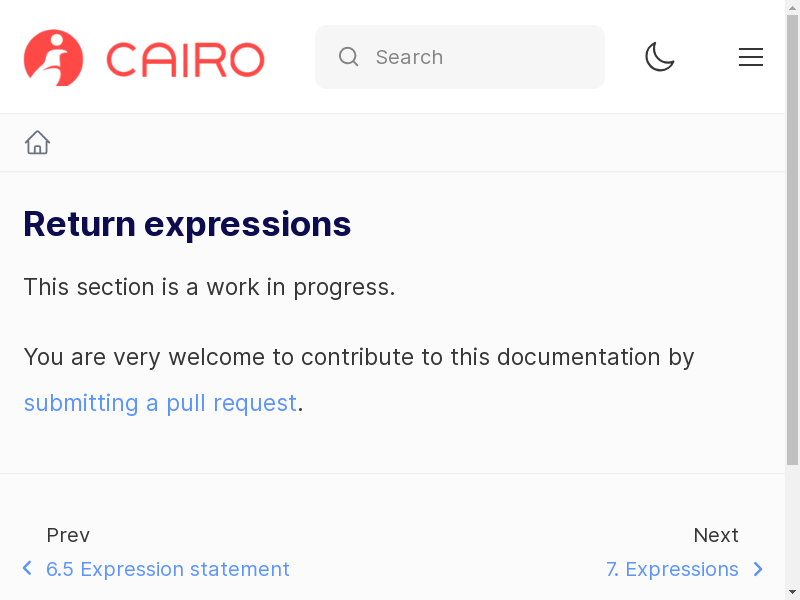 CAIRO
Search
Return expressions
This section is a work in progress.
You are very welcome to contribute to this documentation by
submitting a pull request.
Prev
Next
6.5 Expression statement
7. Expressions